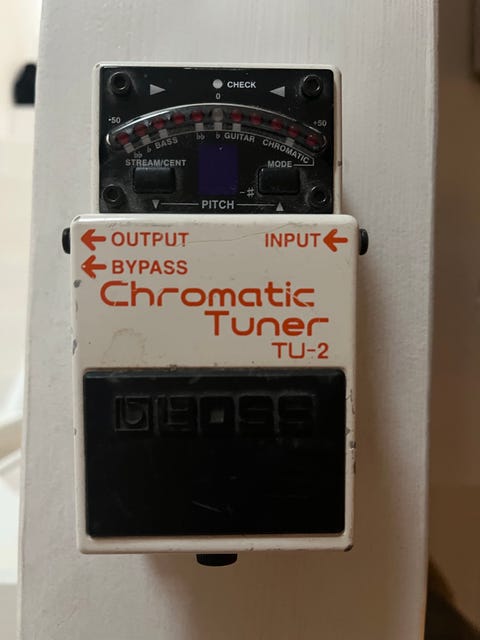 CHECK
0
-50 +50
♭♭ ♭ BASS ♭♭ ♭ GUITAR CHROMATIC
STREAM/CENT MODE
-#
PITCH
OUTPUT INPUT
BYPASS
Chromatic
Tuner
TU-2
BOSS